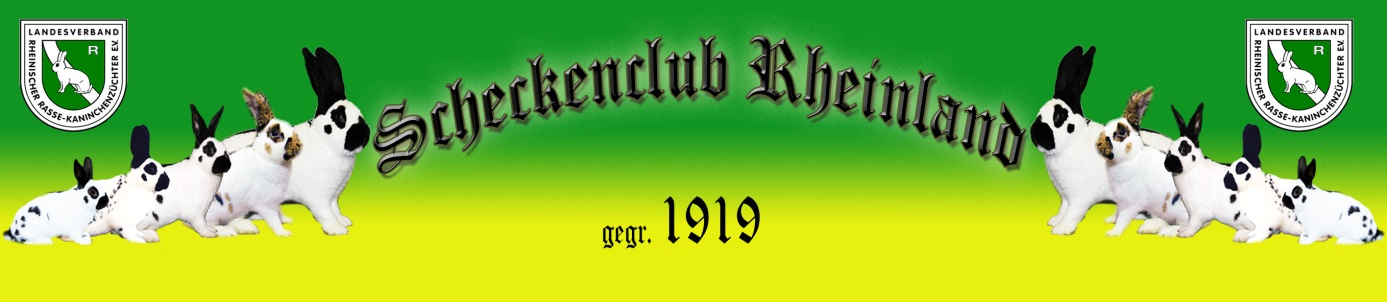 LANDESVERBAND
RHEINISCHER RASSE-KANINCHENZÜCHTER E.V.
R
Scheckenclub Rheinland
gegr. 1919
LANDESVERBAND
RHEINISCHER RASSE-KANINCHENZÜCHTER E.V.
R